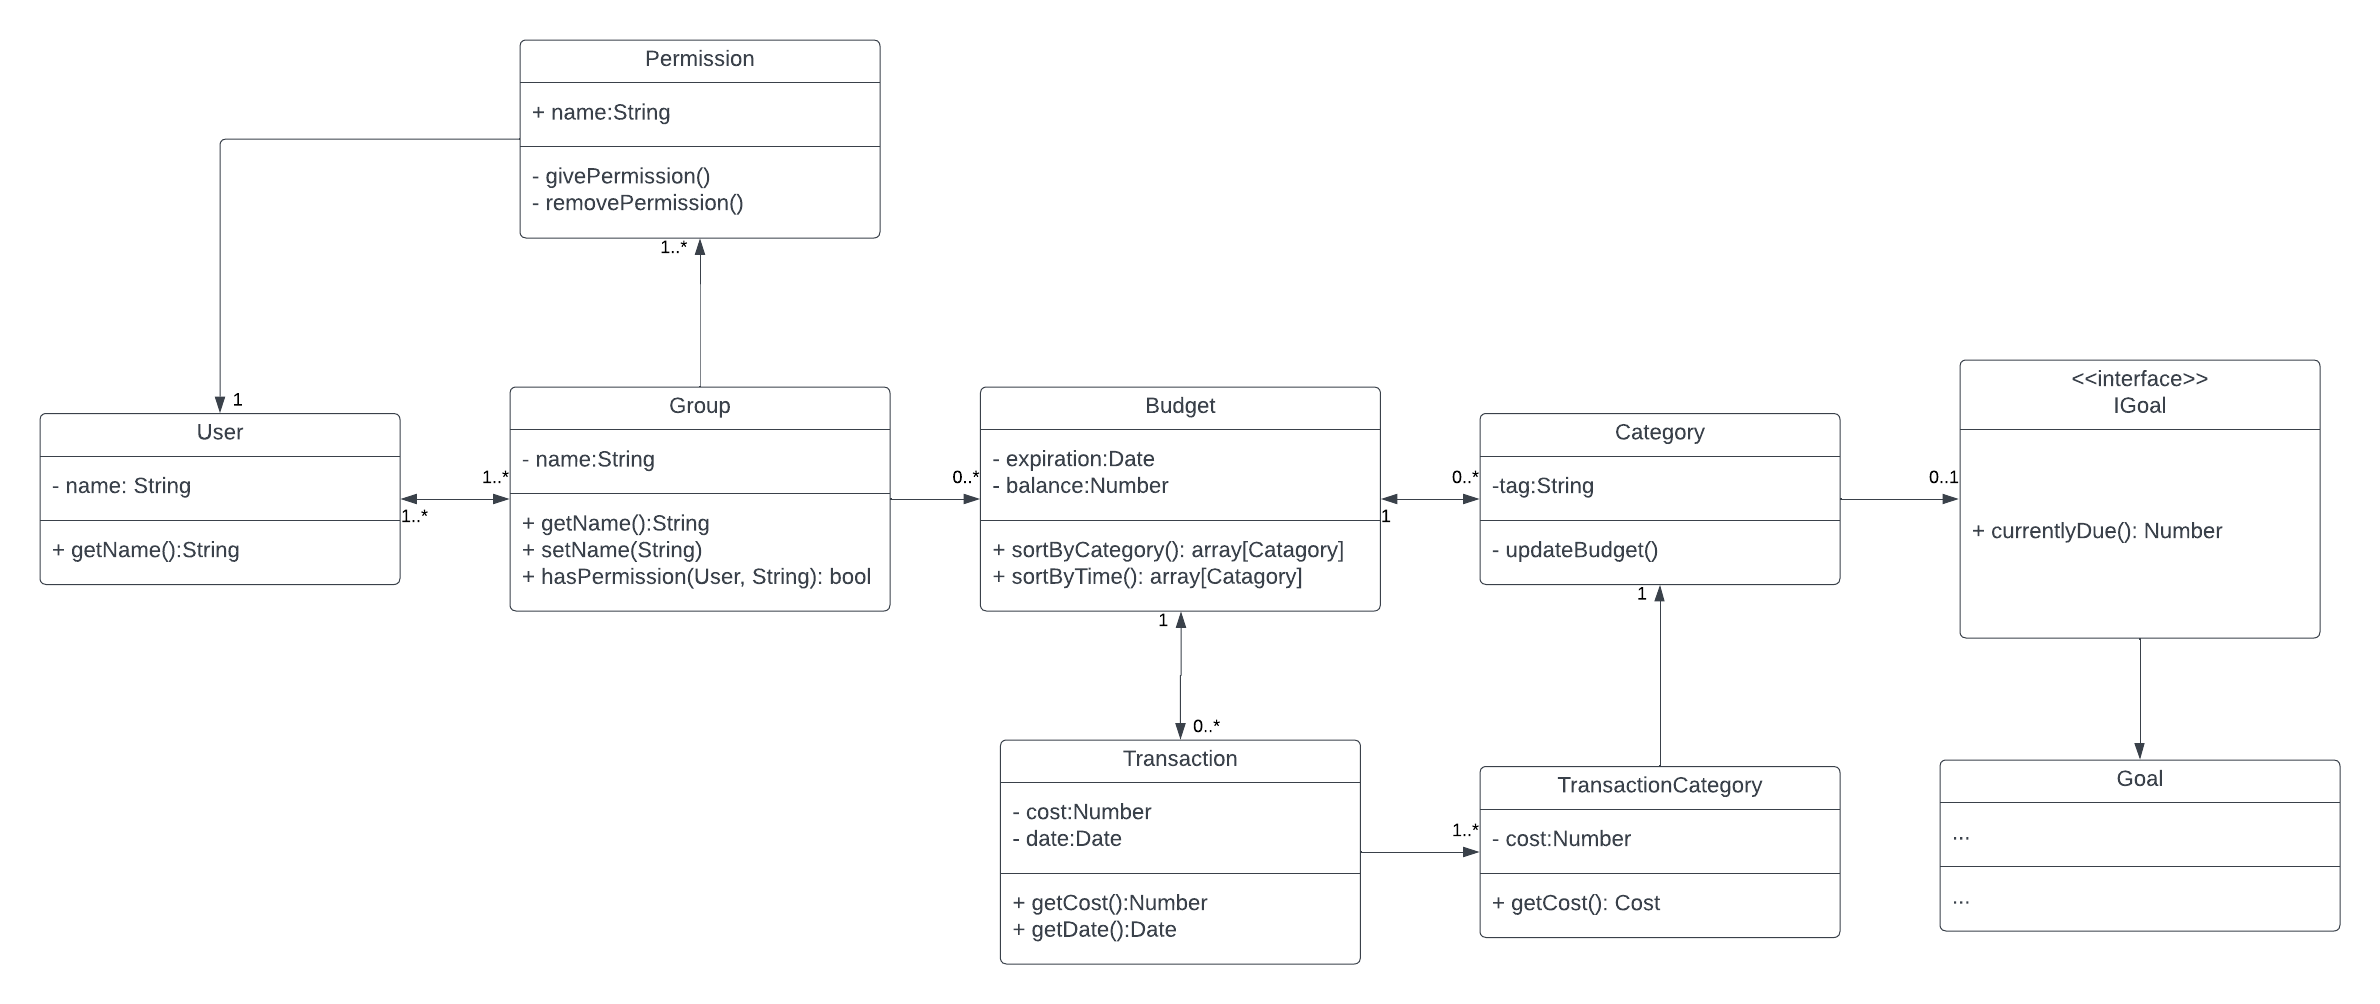 Permission
+ name:String
- givePermission()
- removePermission()
1..*
1
User
- name: String
+ getName():String
1..*
1..*
Group
- name:String
+ getName():String
+ setName(String)
+ hasPermission(User, String): bool
0..*
Budget
- expiration:Date
- balance:Number
+ sortByCategory(): array[Catagory]
+ sortByTime(): array[Catagory]
0..*
1
Category
-tag:String
- updateBudget()
0..1
<<interface>>
IGoal
+ currentlyDue(): Number
1
0..*
1
Transaction
- cost:Number
- date:Date
+ getCost():Number
+ getDate():Date
1..*
TransactionCategory
- cost:Number
+ getCost(): Cost
Goal
...
...